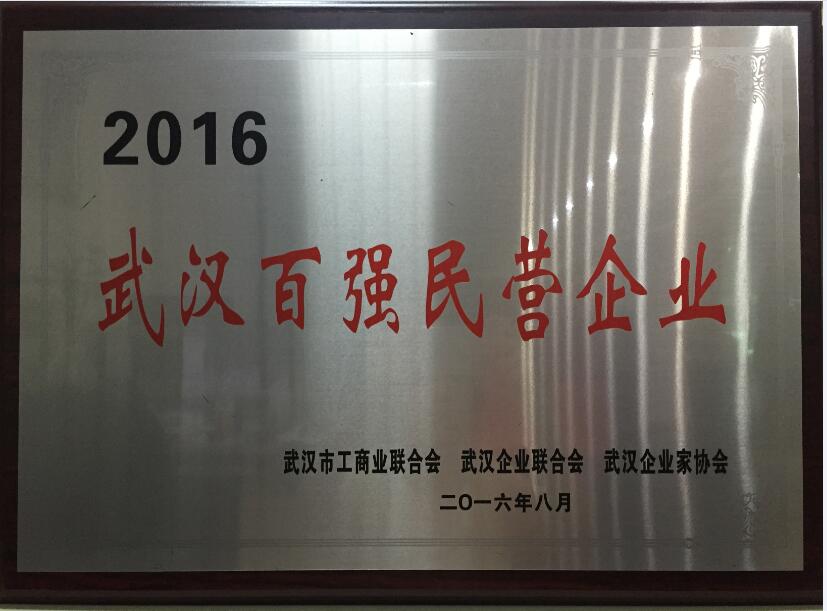 2016
武汉百强民营企业
武汉市工商业联合会 武汉企业联合会 武汉企业家协会
二O一六年八月